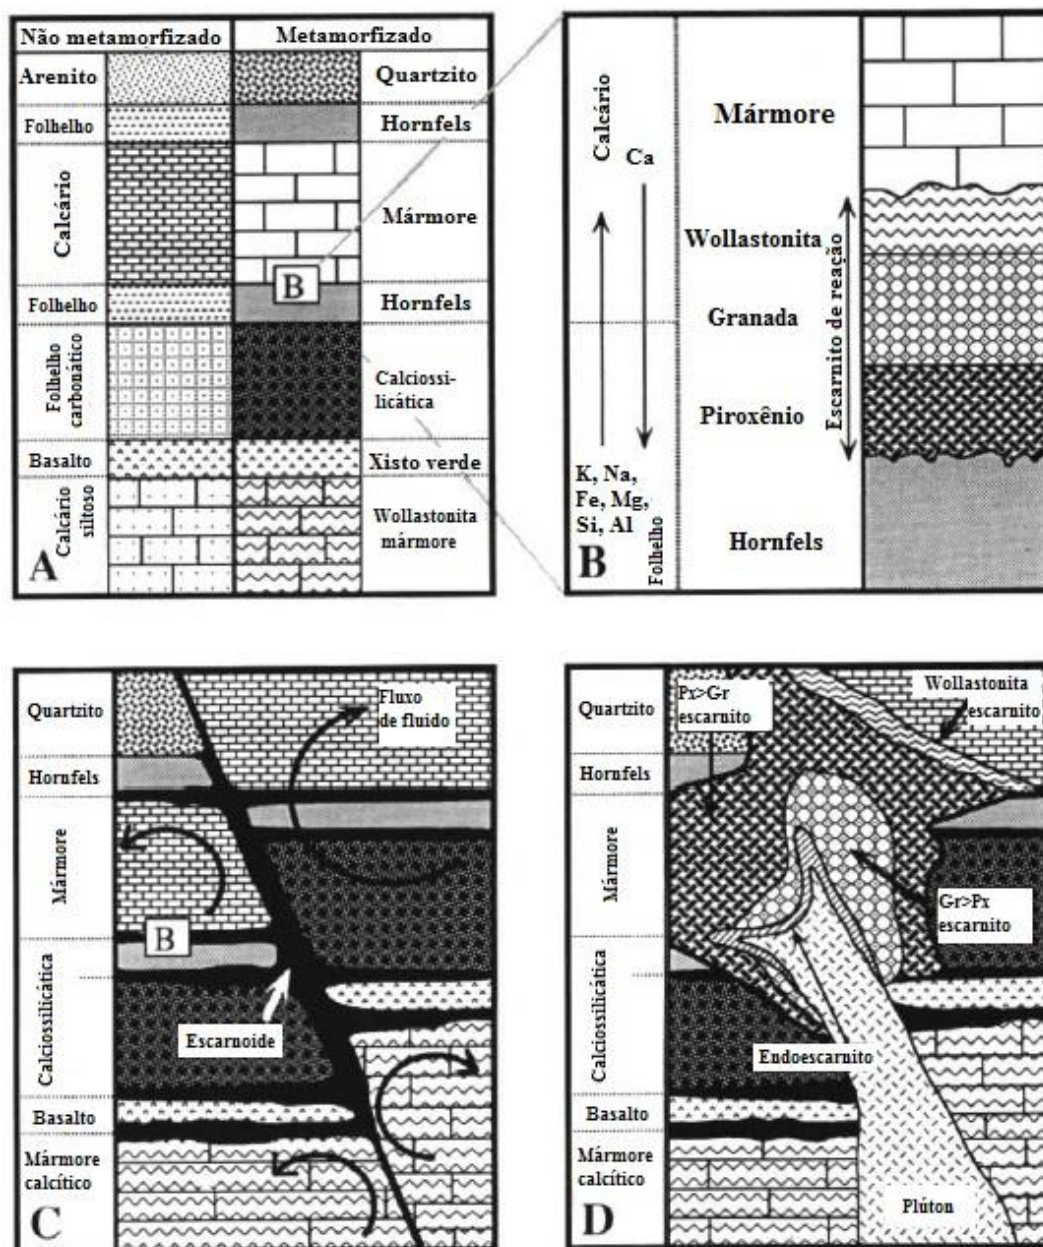 Não metamorfizado
Metamorfizado
Arenito
Quartzito
Folhelho
Hornfels
Calcário
Mármore
B
Folhelho
Hornfels
Folhelho
carbonático
Calciossi-
licática
Basalto
Xisto verde
Calcário
siltoso
Wollastonita
mármore
A
Calcário
Ca
Mármore
Wollastonita
Granada
Piroxênio
Escarnito de reação
K, Na,
Fe, Mg,
Si, Al
Folhelho
Hornfels
B
Quartzito
Fluxo
de fluido
Hornfels
Mármore
B
Calciossilicática
Escarnoide
Basalto
Mármore
calcítico
C
Quartzito
Px>Gr
escarnito
Wollastonita
escarnito
Hornfels
Mármore
Gr>Px
escarnito
Calciossilicática
Endoescarnito
Basalto
Mármore
calcítico
Plúton
D